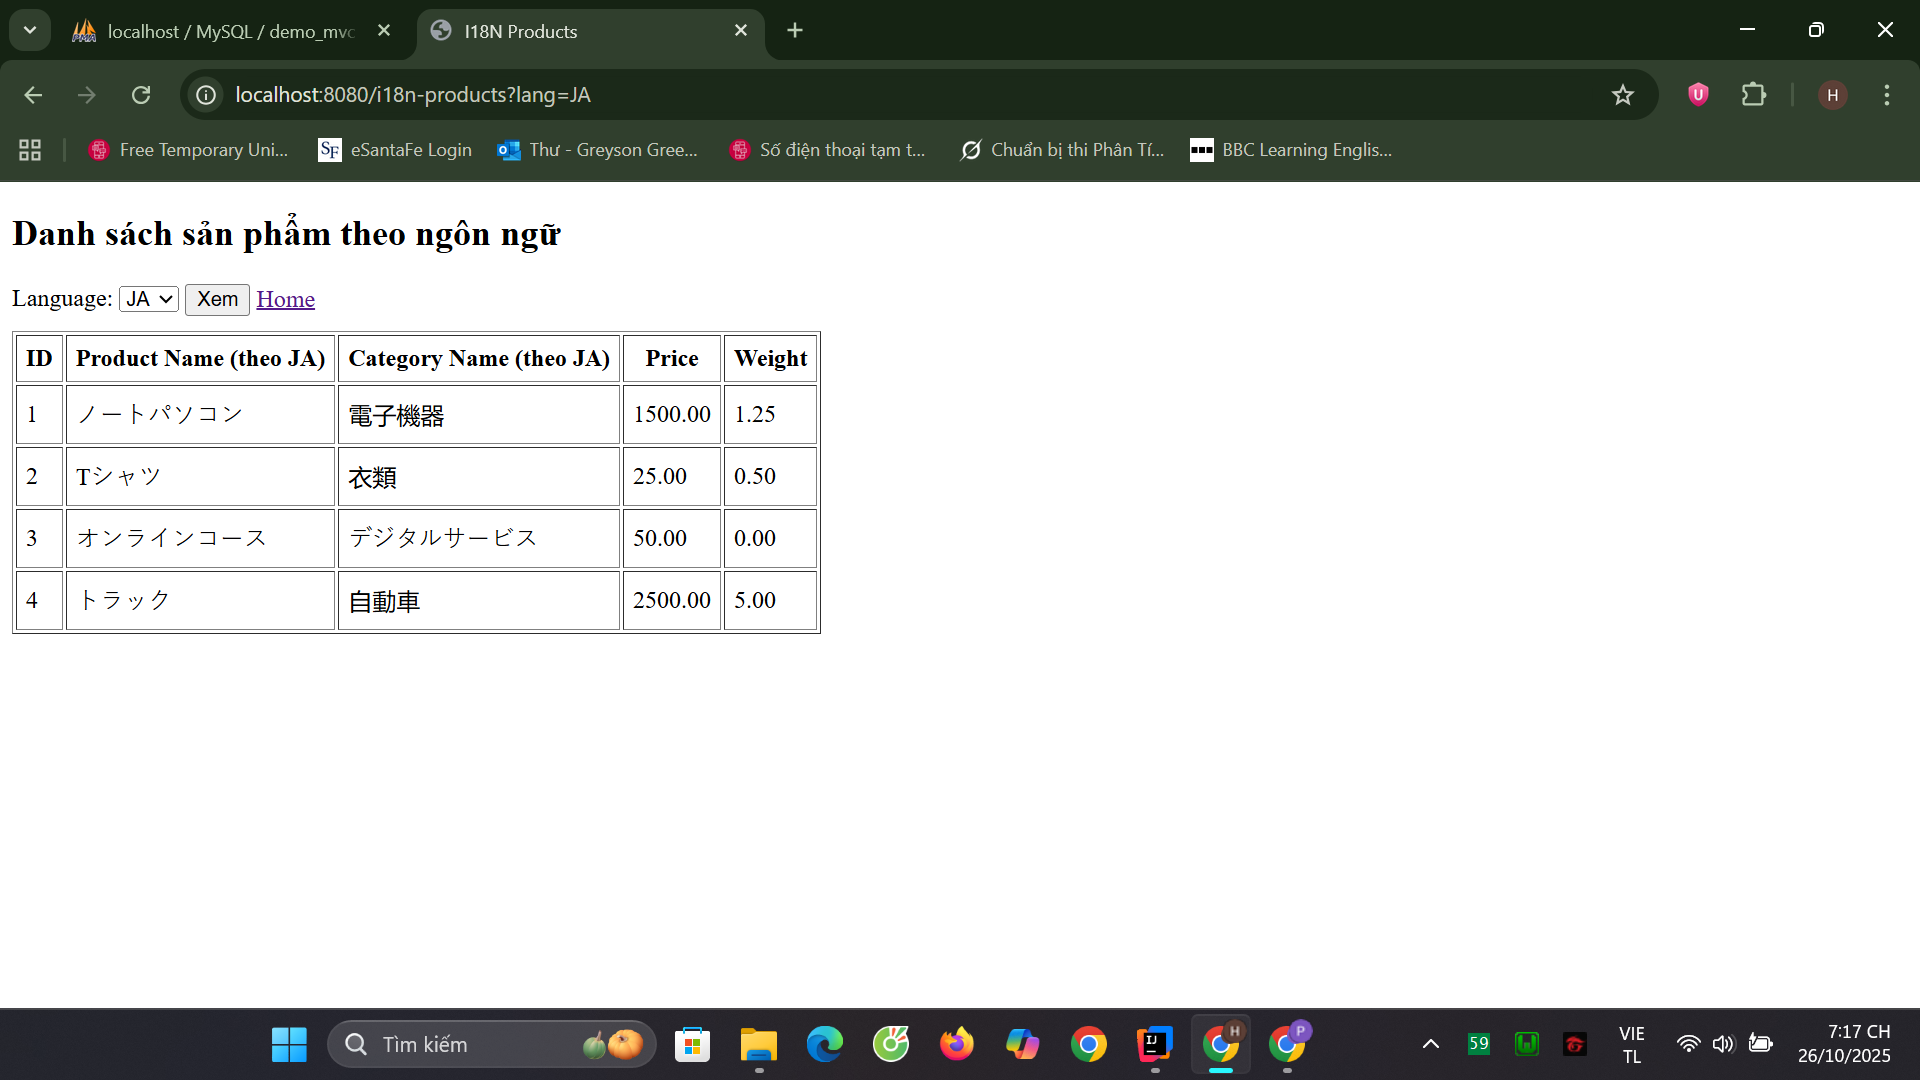 localhost / MySQL / demo_mvc
I18N Products
localhost:8080/i18n-products?lang=JA
H
Free Temporary Uni...
SF eSantaFe Login
Thư - Greyson Gree...
Số điện thoại tạm t...
Chuẩn bị thi Phân Tí...
BBC Learning Englis...
Danh sách sản phẩm theo ngôn ngữ
Language: JA Xem Home
ID Product Name (theo JA) Category Name (theo JA) Price Weight
1 ノートパソコン 電子機器 1500.00 1.25
2 Tシャツ 衣類 25.00 0.50
3 オンラインコース デジタルサービス 50.00 0.00
4 トラック 自動車 2500.00 5.00
Tìm kiếm
IJ
H
P
59
VIE
TL
7:17 CH
26/10/2025